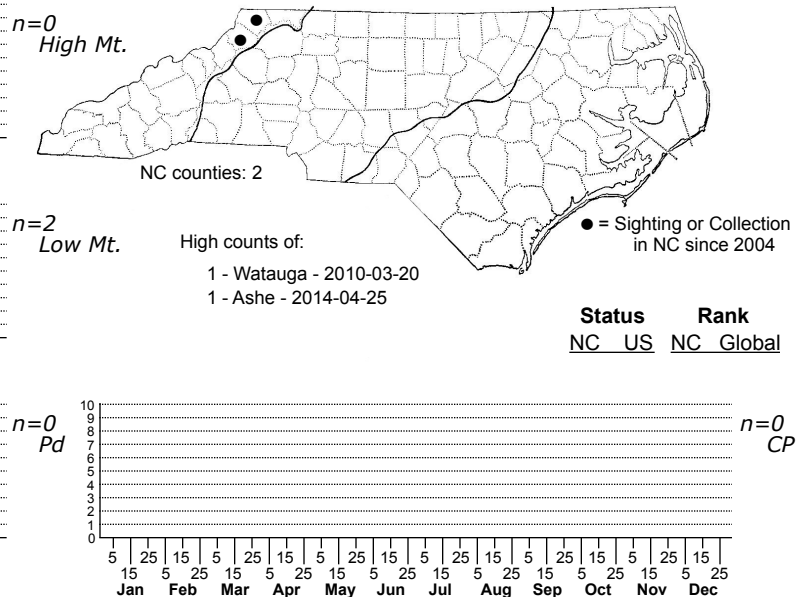 n=0
High Mt.
NC counties: 2
n=2
Low Mt.
High counts of:
1 - Watauga - 2010-03-20
1 - Ashe - 2014-04-25
● = Sighting or Collection
in NC since 2004
Status Rank
NC US NC Global
n=0
Pd
10
9
8
7
6
5
4
3
2
1
0
n=0
CP
5 25 15 5 25 15 5 25 15 5 25 15 5 25 15 5 25 15
15 5 25 15 5 25 15 5 25 15 5 25 15 5 25 15 5 25
Jan Feb Mar Apr May Jun Jul Aug Sep Oct Nov Dec